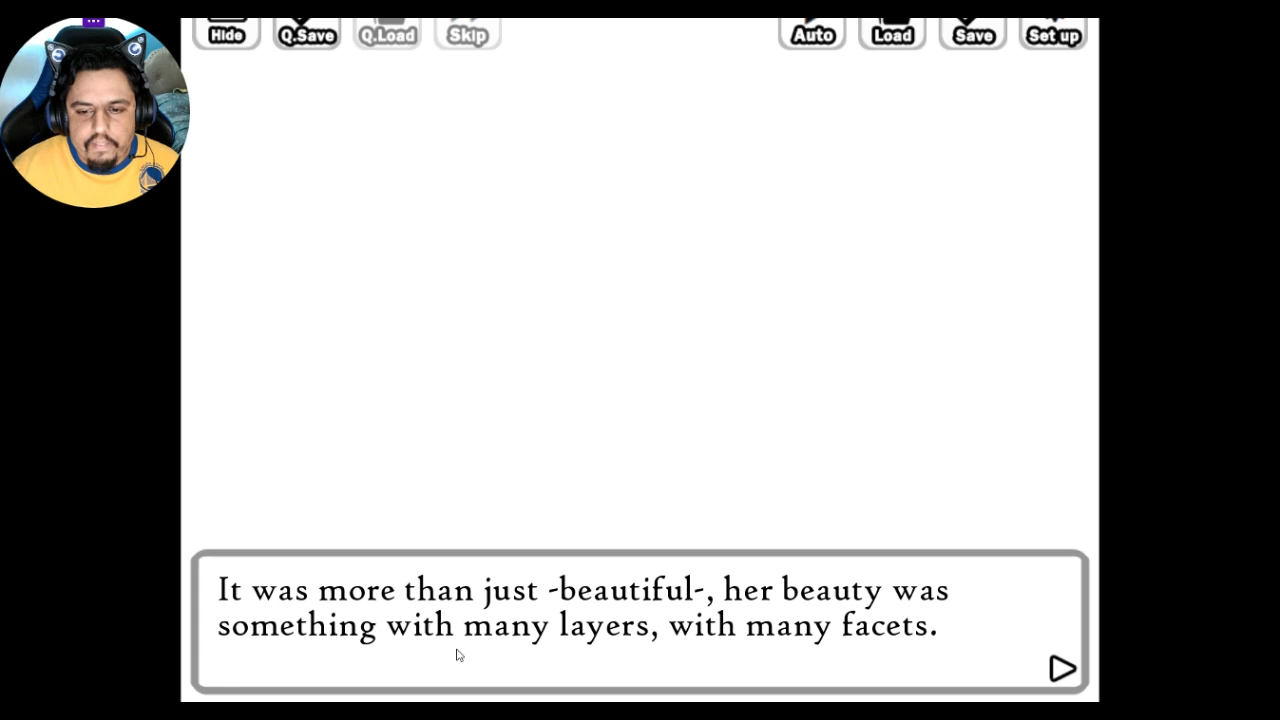 Hide Q.Save Q.Load Skip Auto Load Save Set up
It was more than just -beautiful-, her beauty was
something with many layers, with many facets.